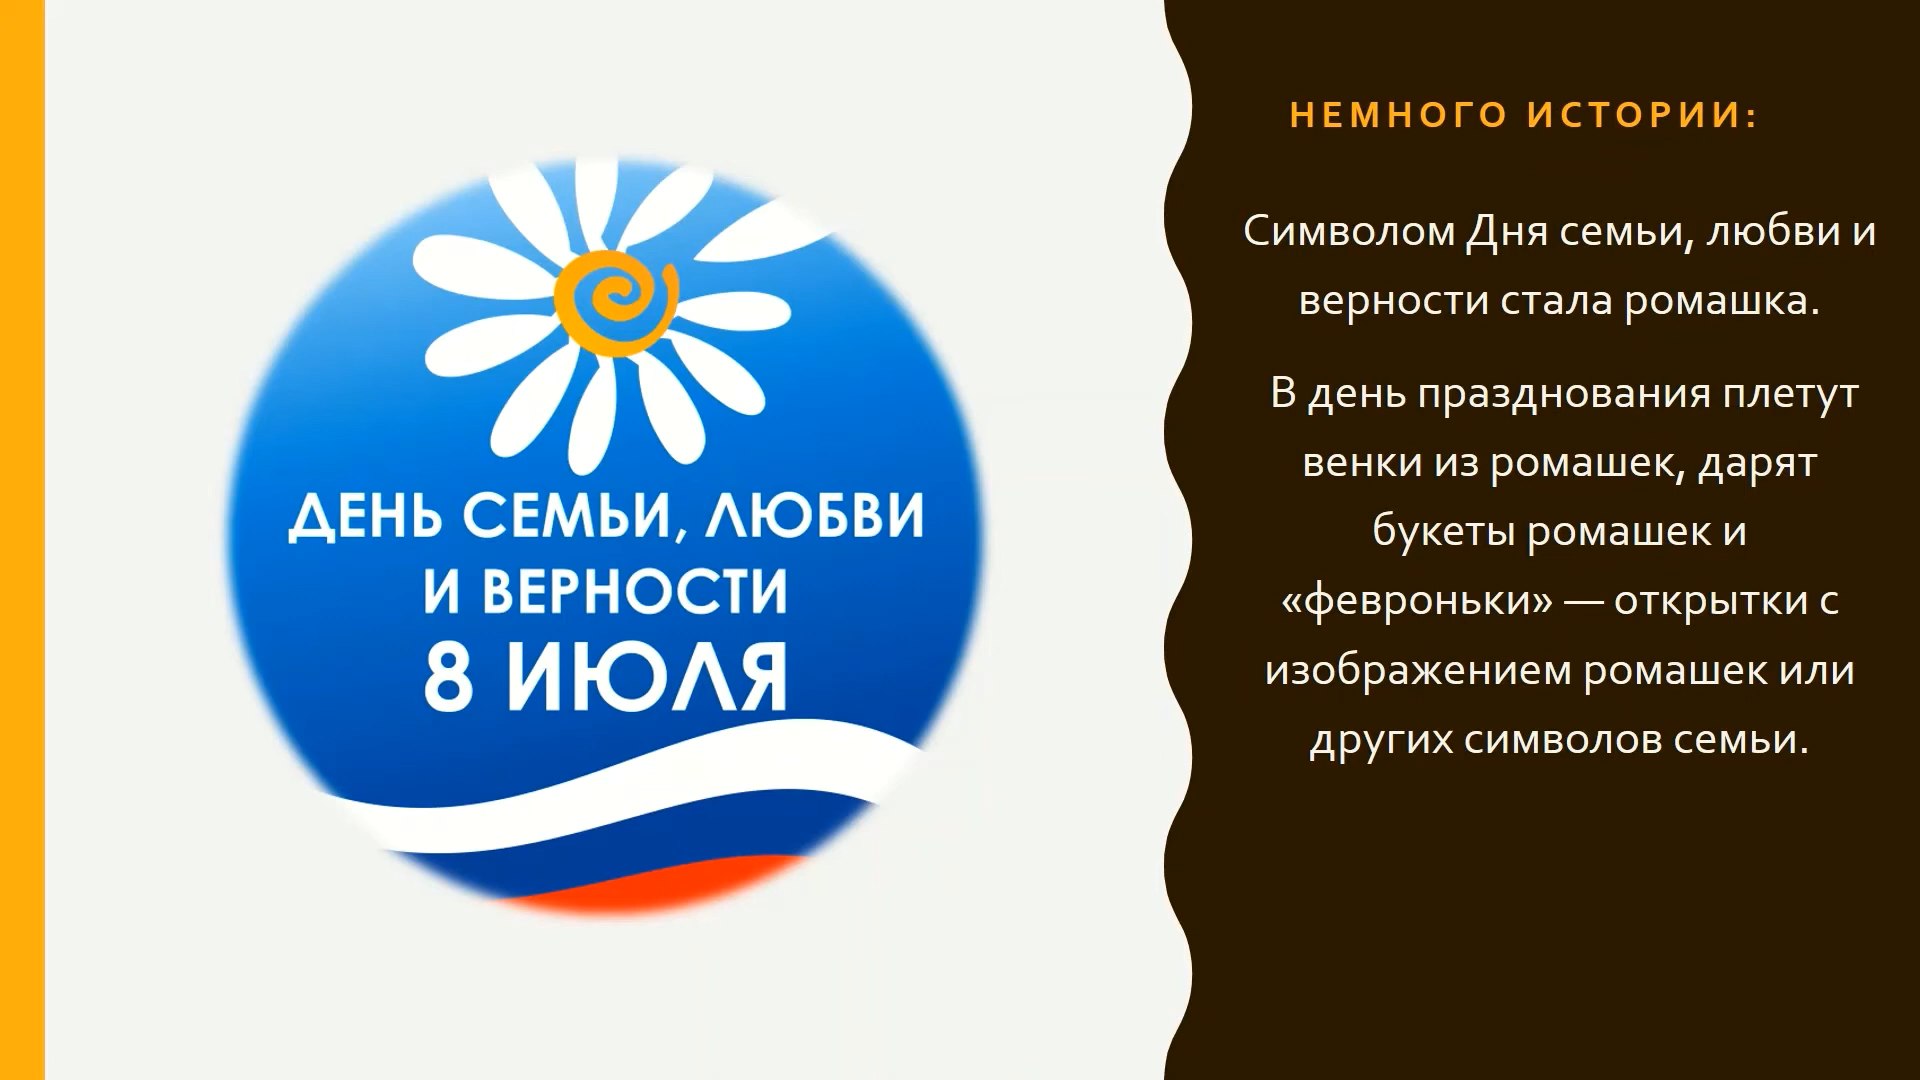 ДЕНЬ СЕМЬИ, ЛЮБВИ
И ВЕРНОСТИ
8 ИЮЛЯ
НЕМНОГО ИСТОРИИ:
Символом Дня семьи, любви и
верности стала ромашка.
В день празднования плетут
венки из ромашек, дарят
букеты ромашек и
«февроньки» — открытки с
изображением ромашек или
других символов семьи.